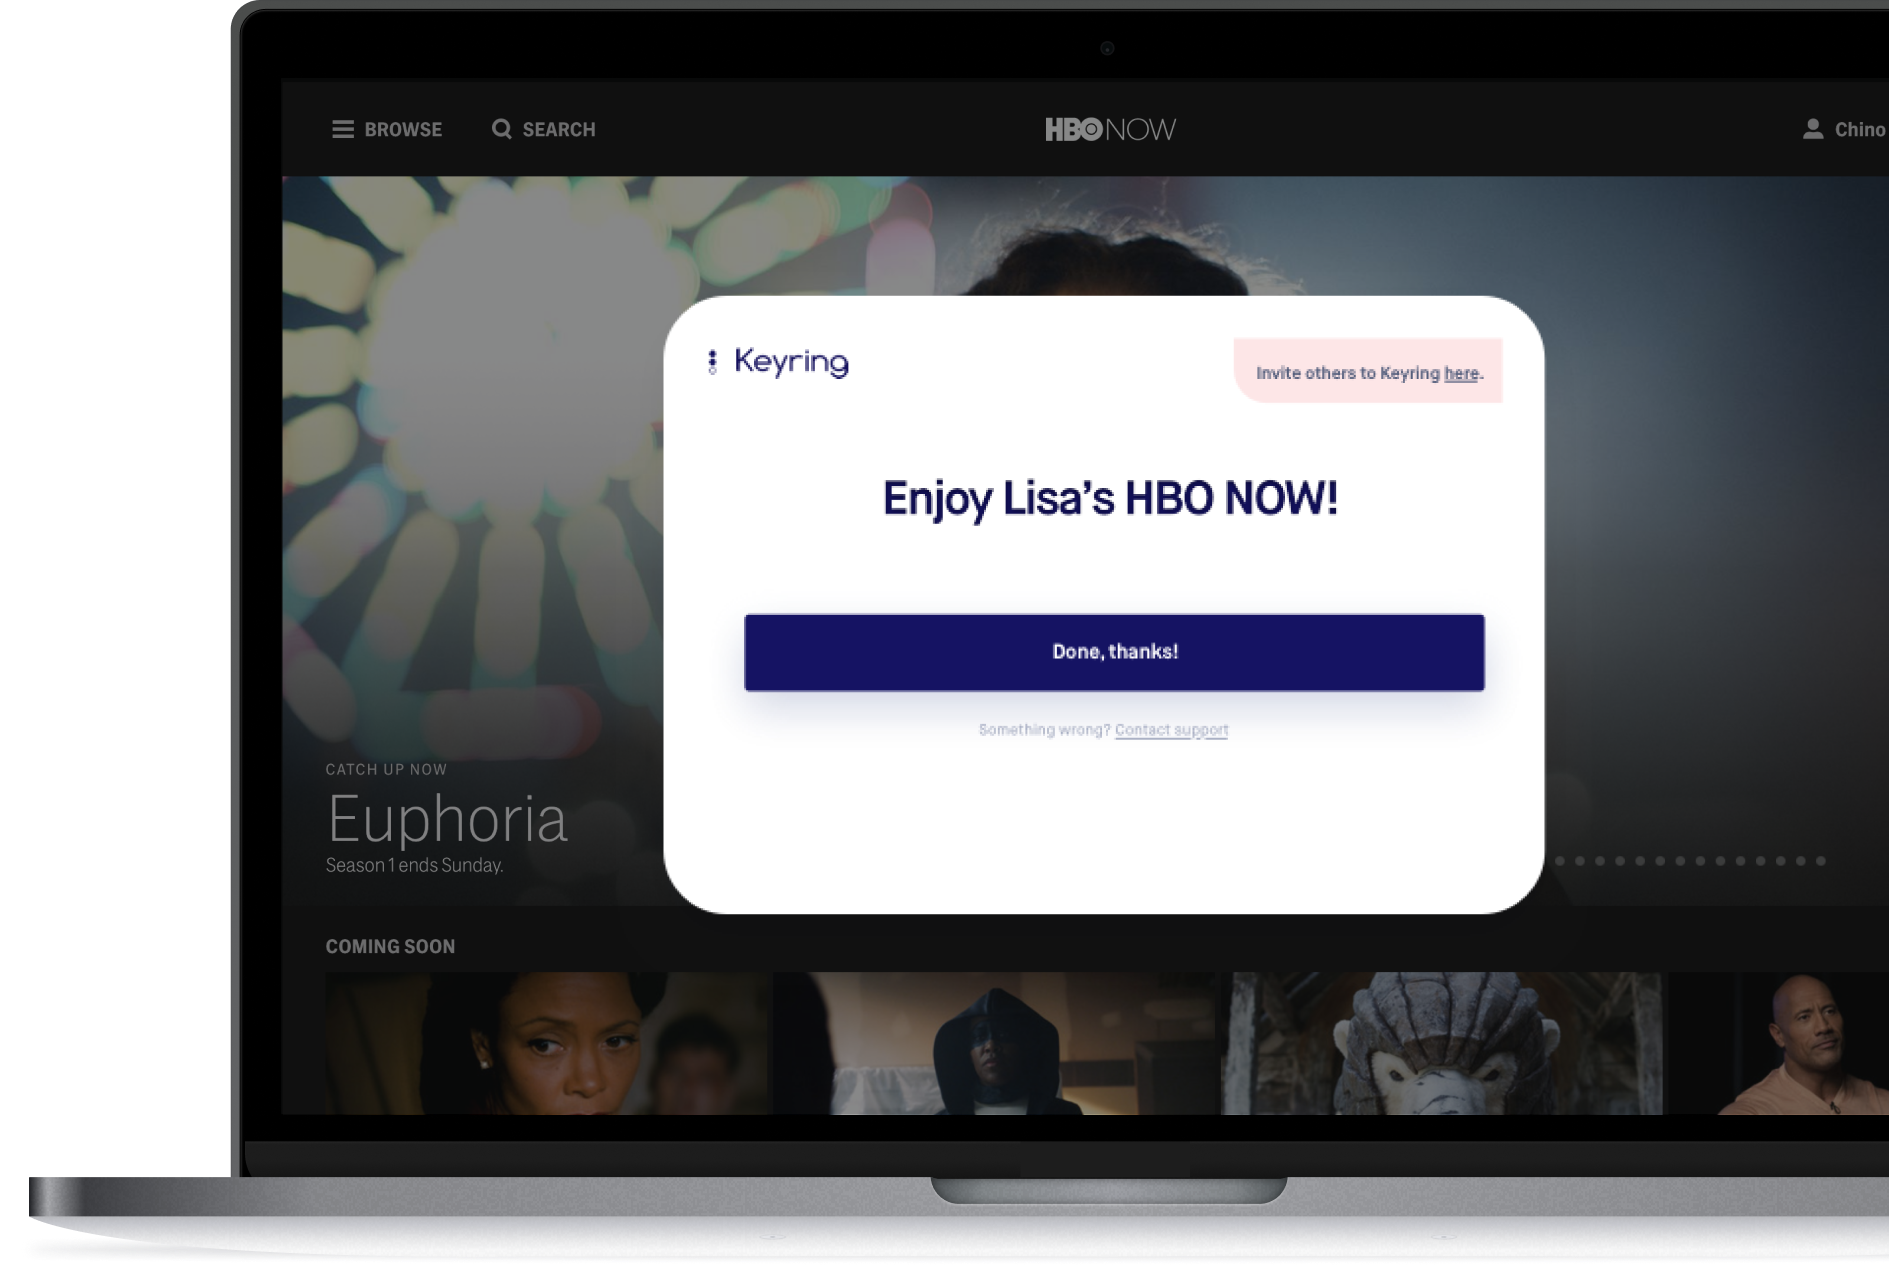 BROWSE
SEARCH
HBO NOW
Chino
Keyring
Invite others to Keyring here.
Enjoy Lisa's HBO NOW!
Done, thanks!
Something wrong? Contact support
CATCH UP NOW
Euphoria
Season 1 ends Sunday.
COMING SOON